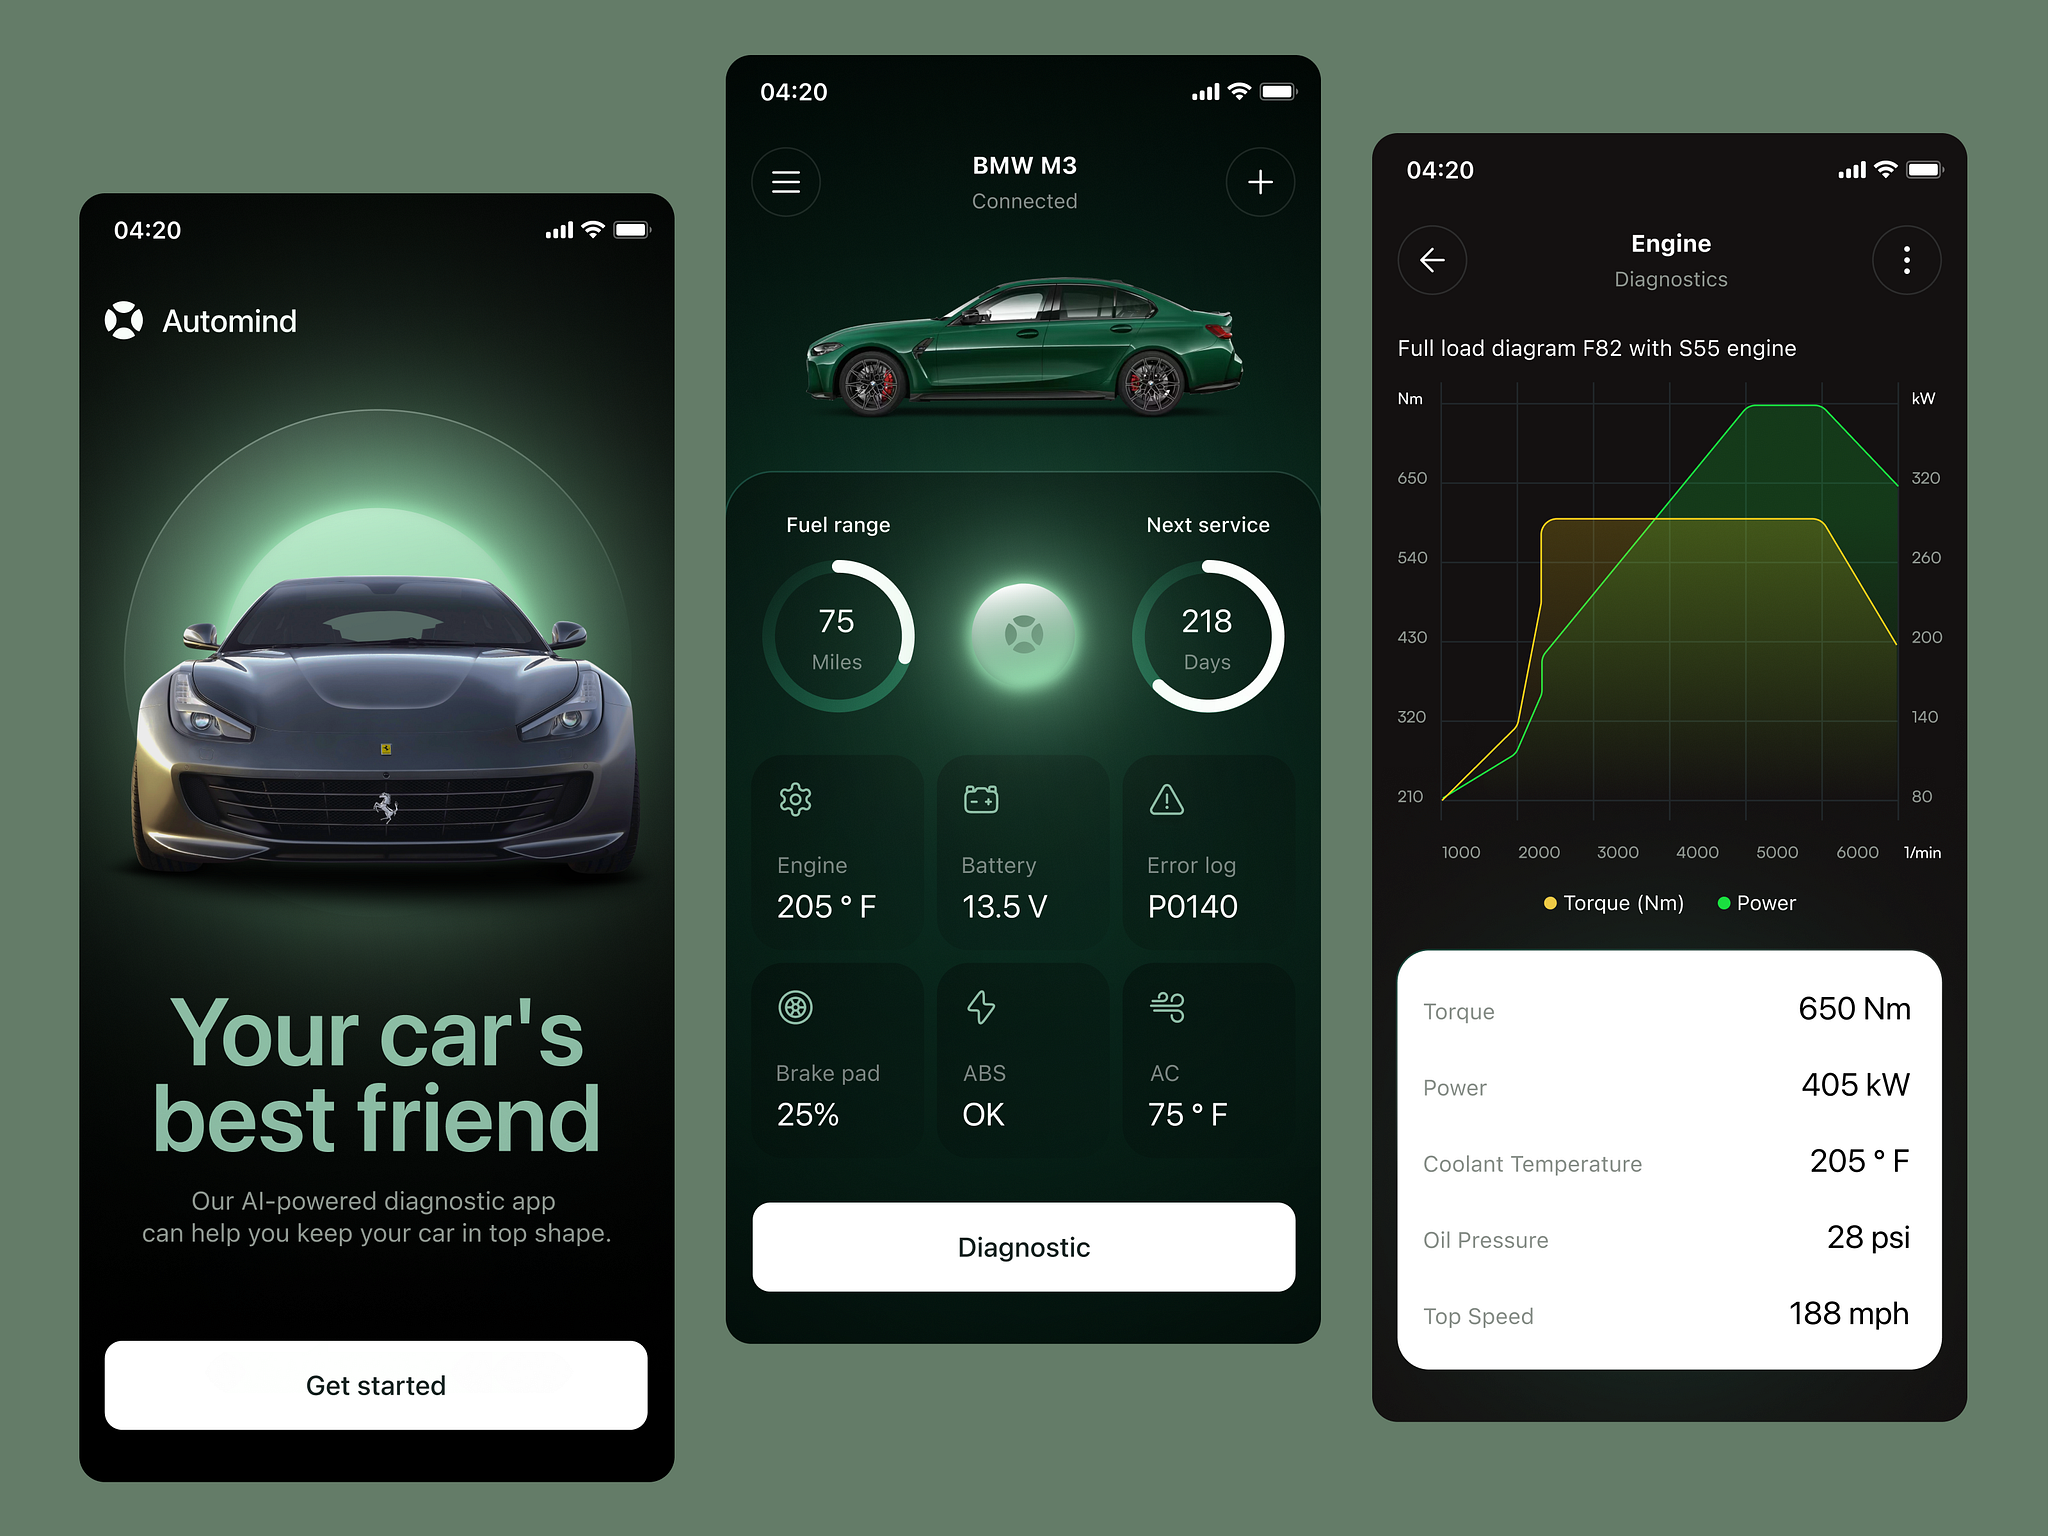 04:20
Automind
Your car's
best friend
Our AI-powered diagnostic app
can help you keep your car in top shape.
Get started
04:20
BMW M3
Connected
Fuel range
75
Miles
Next service
218
Days
Engine
205 ° F
Battery
13.5 V
Error log
P0140
Brake pad
25%
ABS
OK
AC
75 ° F
Diagnostic
04:20
Engine
Diagnostics
Full load diagram F82 with S55 engine
Nm
kW
650
320
540
260
430
200
320
140
210
80
1000 2000 3000 4000 5000 6000 1/min
Torque (Nm) Power
Torque 650 Nm
Power 405 kW
Coolant Temperature 205 ° F
Oil Pressure 28 psi
Top Speed 188 mph